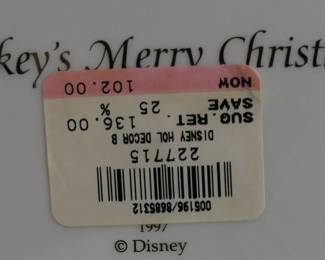 key's Merry Christ
005196/8685312
227715
DISNEY HOL DECOR B
SUG. RET. 136.00
SAVE 25 %
NOW 102.00
1997
© Disney